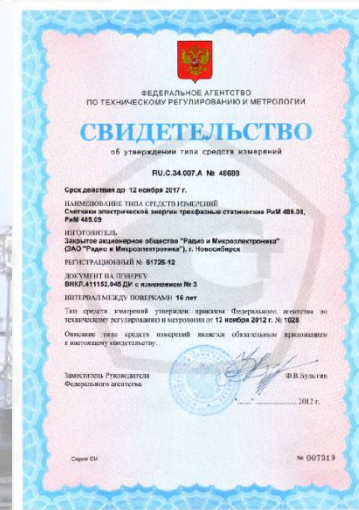 ФЕДЕРАЛЬНОЕ АГЕНТСТВО
ПО ТЕХНИЧЕСКОМУ РЕГУЛИРОВАНИЮ И МЕТРОЛОГИИ
СВИДЕТЕЛЬСТВО
об утверждении типа средств измерений
RU.C.34.007.A № 48688
Срок действия до 12 ноября 2017 г.
НАИМЕНОВАНИЕ ТИПА СРЕДСТВ ИЗМЕРЕНИЙ
Счетчики электрической энергии трехфазные статические РиМ 489.08,
РиМ 489.09
ИЗГОТОВИТЕЛЬ
Закрытое акционерное общество "Радио и Микроэлектроника"
(ЗАО "Радио и Микроэлектроника"), г. Новосибирск
РЕГИСТРАЦИОННЫЙ № 51725-12
ДОКУМЕНТ НА ПОВЕРКУ
ВНКЛ.411152.045 ДИ с изменением № 3
ИНТЕРВАЛ МЕЖДУ ПОВЕРКАМИ 16 лет
Тип средств измерений утвержден приказом Федерального агентства по
техническому регулированию и метрологии от 12 ноября 2012 г. № 1028
Описание типа средств измерений является обязательным приложением
к настоящему свидетельству.
Заместитель Руководителя
Федерального агентства
Ф.В.Булыгин
2012 г.
Серия СИ
№ 007319